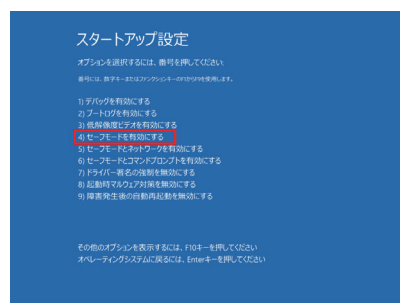 スタートアップ設定
オプションを選択するには、番号を押してください:
番号には、数字キーまたはファンクションキーのF1からF9を使用します。
1) デバッグを有効にする
2) ブートログを有効にする
3) 低解像度ビデオを有効にする
4) セーフモードを有効にする
5) セーフモードとネットワークを有効にする
6) セーフモードとコマンドプロンプトを有効にする
7) ドライバー署名の強制を無効にする
8) 起動時マルウェア対策を無効にする
9) 障害発生後の自動再起動を無効にする
その他のオプションを表示するには、F10キーを押してください
オペレーティングシステムに戻るには、Enterキーを押してください